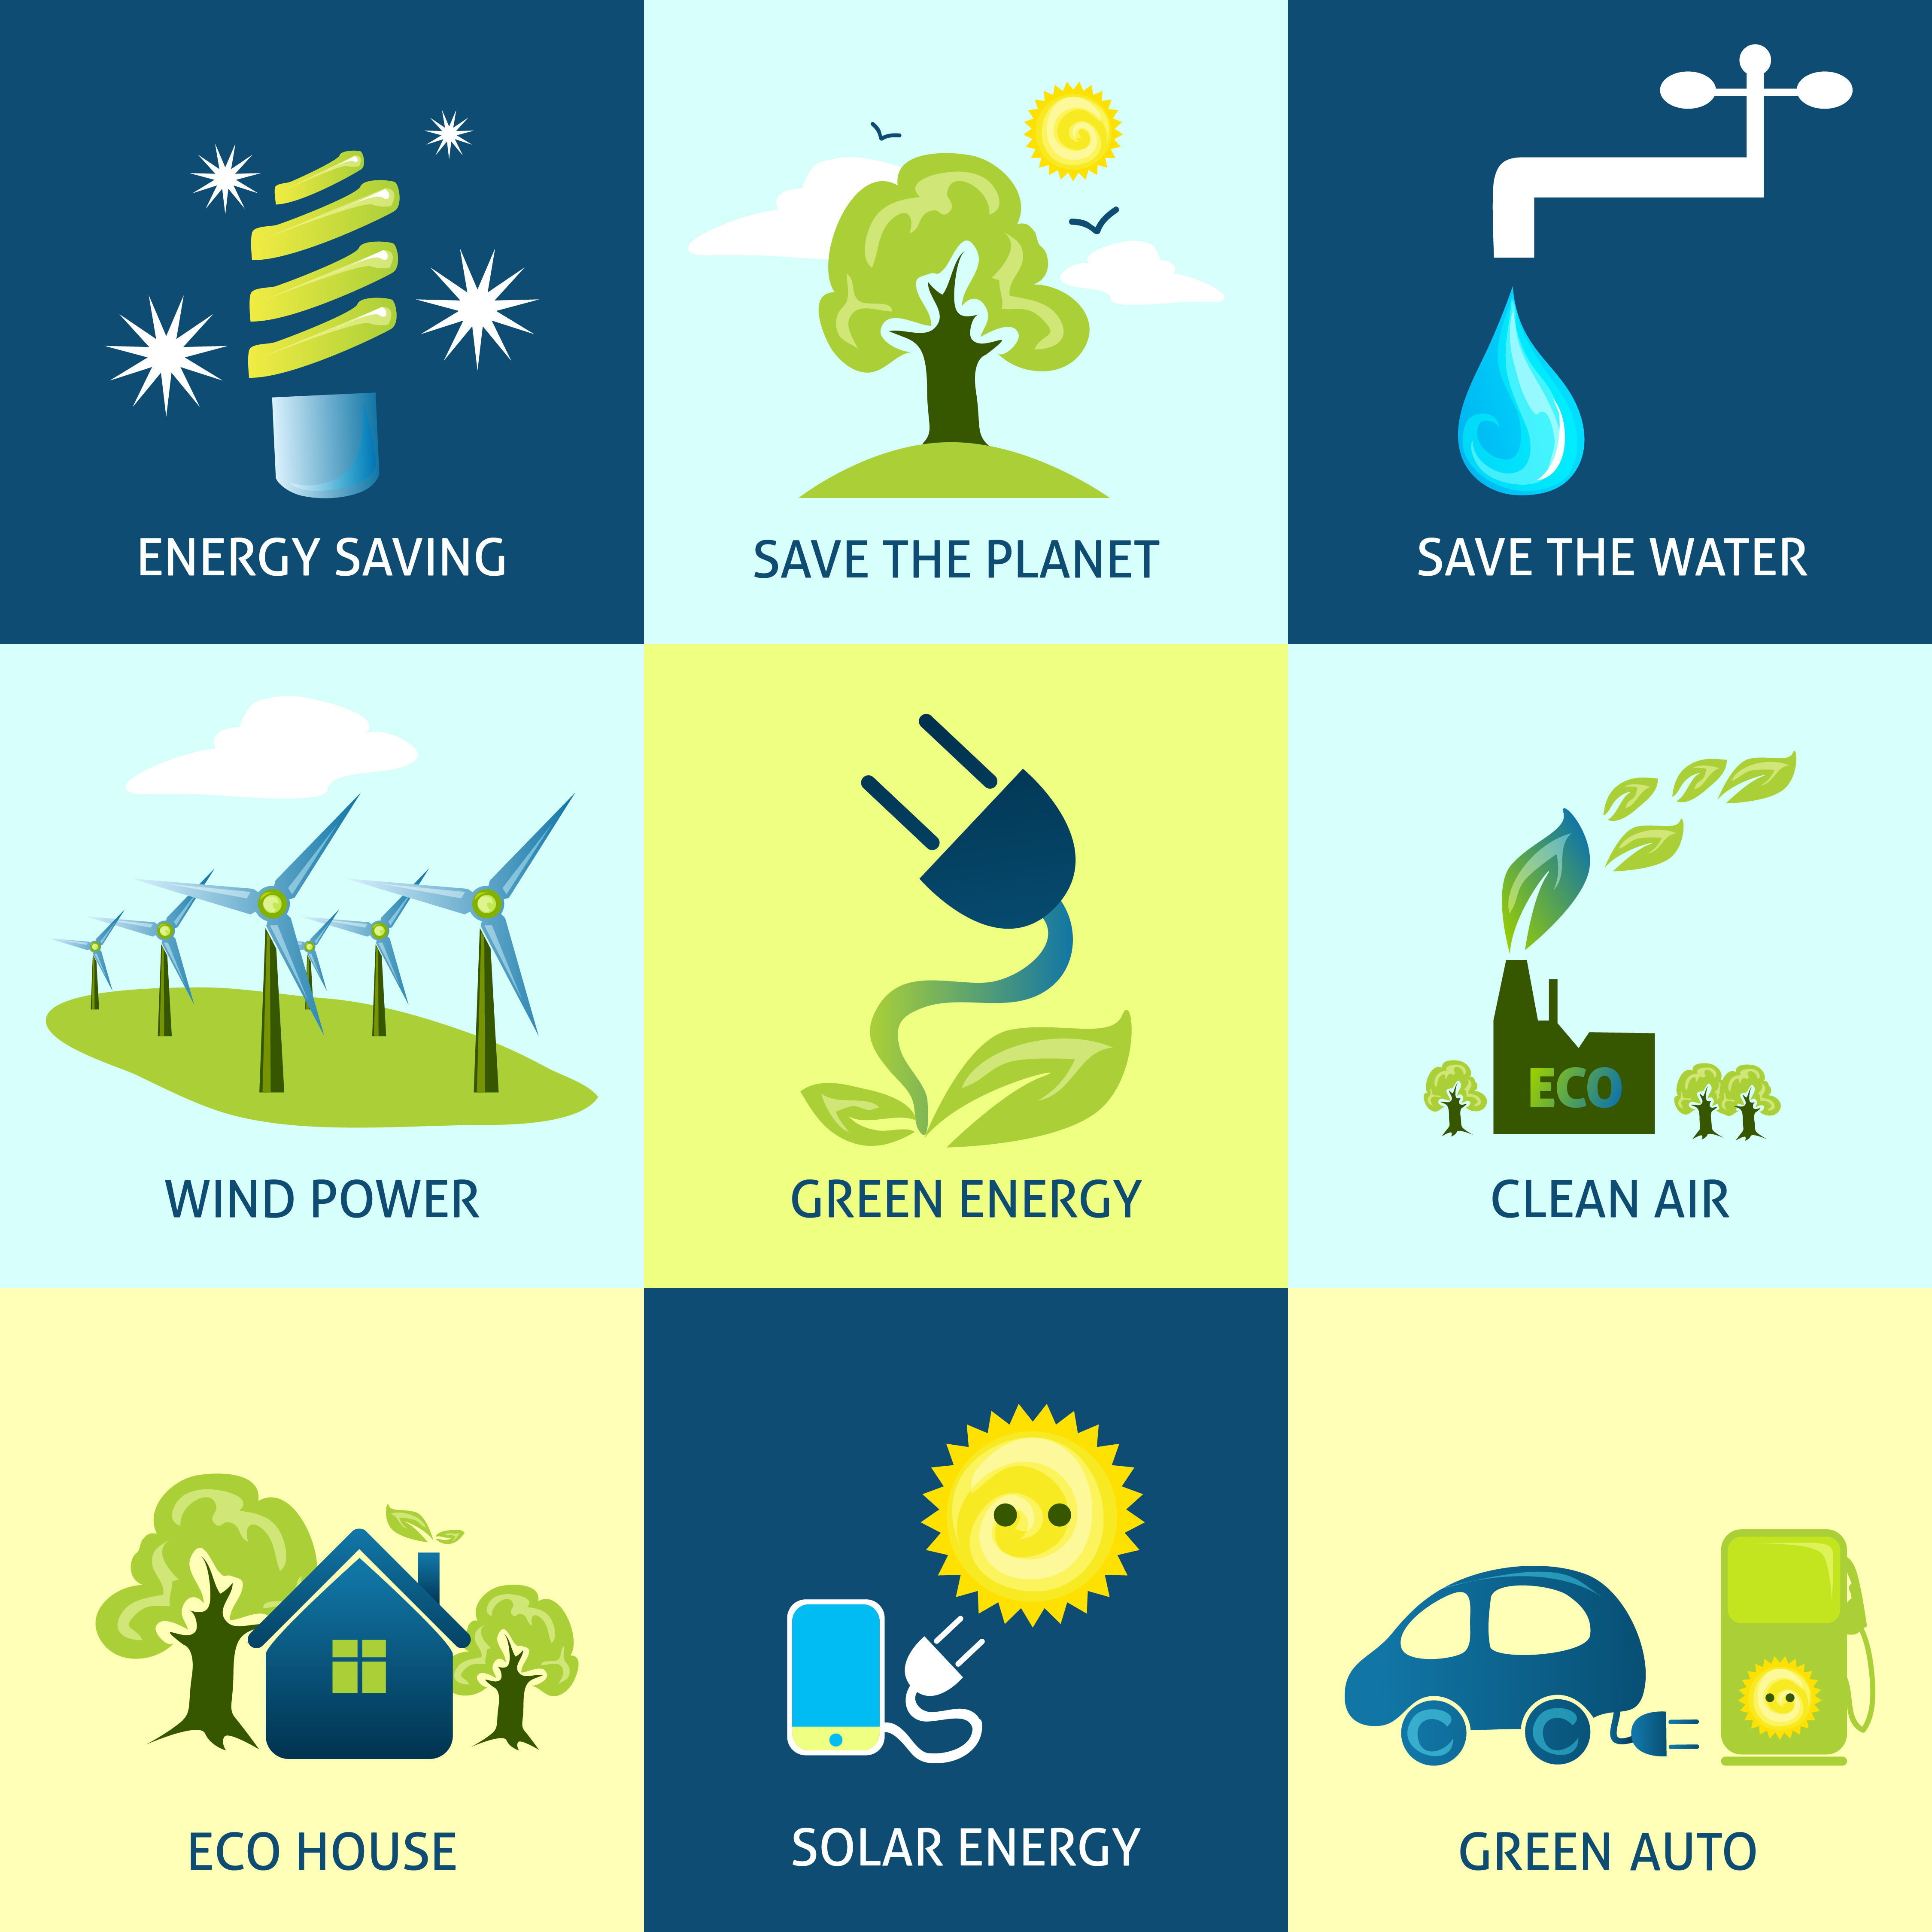 ENERGY SAVING
SAVE THE PLANET
SAVE THE WATER
WIND POWER
GREEN ENERGY
ECO
CLEAN AIR
ECO HOUSE
SOLAR ENERGY
GREEN AUTO